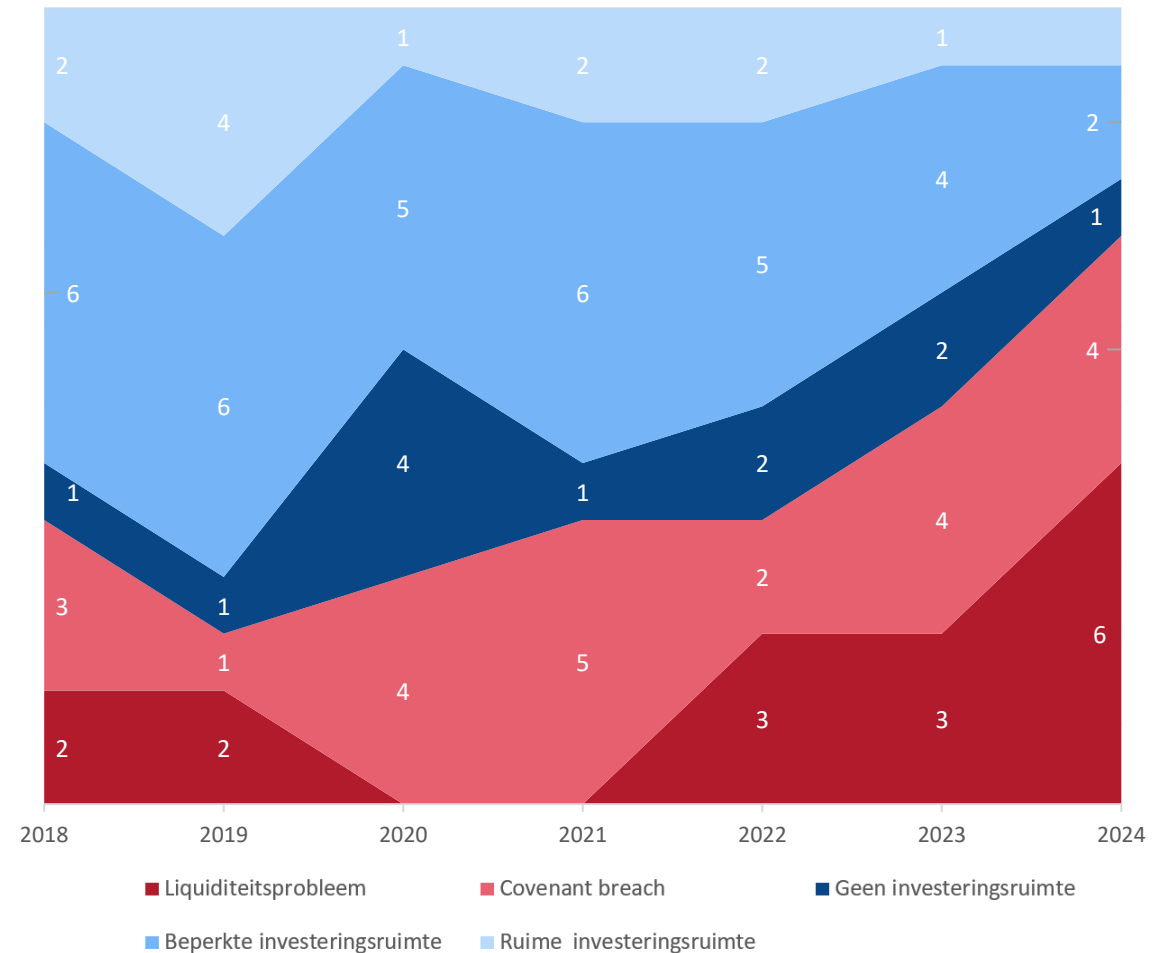 1 1
2 2 2
4 2
4
5
5
6 6
6
4 1
2
4 2 4
1 1
2
1 4
3 1
5 6
4
2 2 3 3
2018 2019 2020 2021 2022 2023 2024
Liquiditeitsprobleem Covenant breach Geen investeringsruimte
Beperkte investeringsruimte Ruime  investeringsruimte